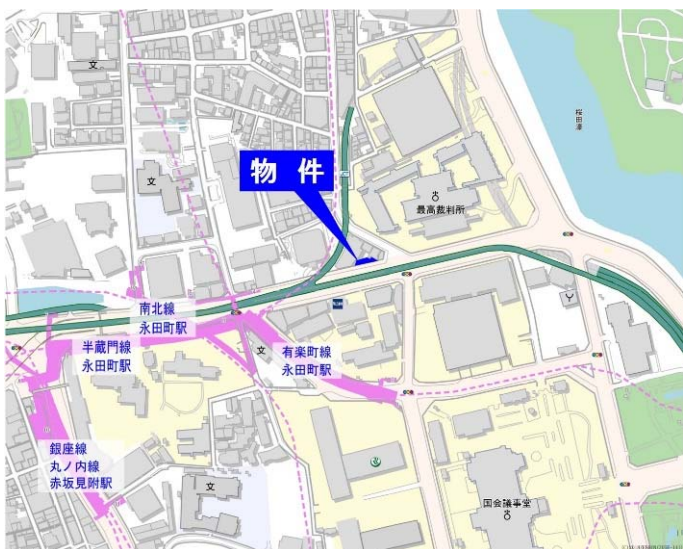 文
桜田濠
文
物 件
最高裁判所
南北線
永田町駅
半蔵門線
永田町駅
文
有楽町線
永田町駅
銀座線
丸ノ内線
赤坂見附駅
文
国会議事堂